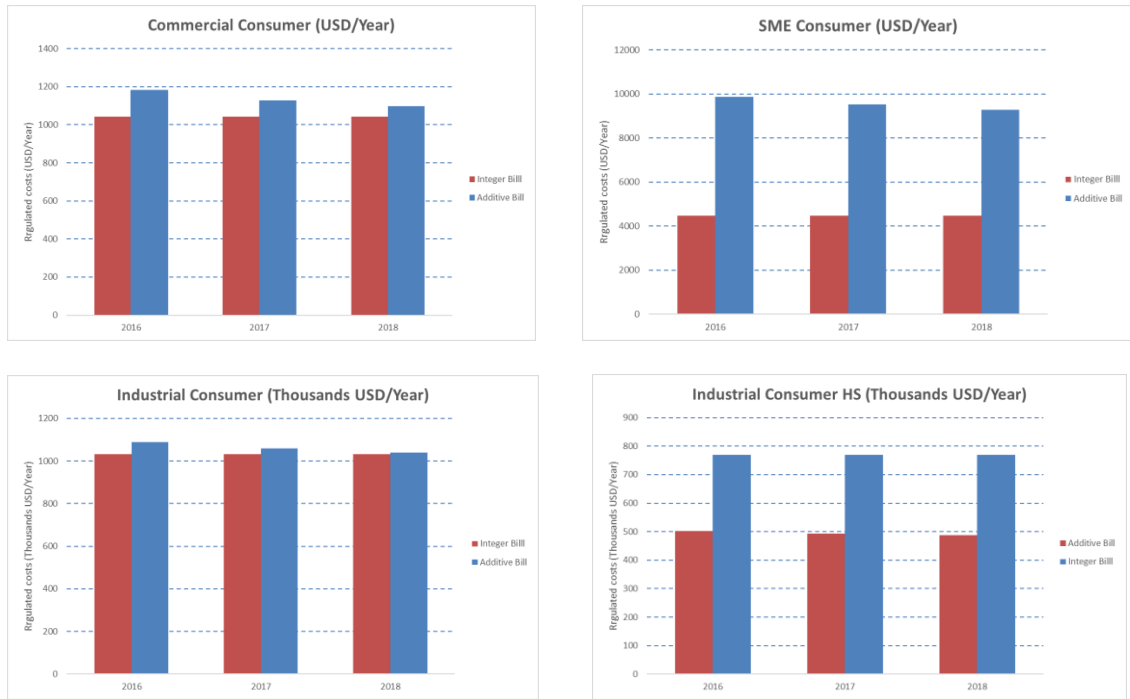 Commercial Consumer (USD/Year)
Rrgulated costs (USD/Year)
1400
1200
1000
800
600
400
200
0
2016 2017 2018
Integer Billl
Additive Bill
SME Consumer (USD/Year)
Rrgulated costs (USD/Year)
12000
10000
8000
6000
4000
2000
0
2016 2017 2018
Integer Billl
Additive Bill
Industrial Consumer (Thousands USD/Year)
Rrgulated costs (Thousands USD/Year)
1200
1000
800
600
400
200
0
2016 2017 2018
Integer Billl
Additive Bill
Industrial Consumer HS (Thousands USD/Year)
Rrgulated costs (Thousands USD/Year)
900
800
700
600
500
400
300
200
100
0
2016 2017 2018
Additive Bill
Integer Billl